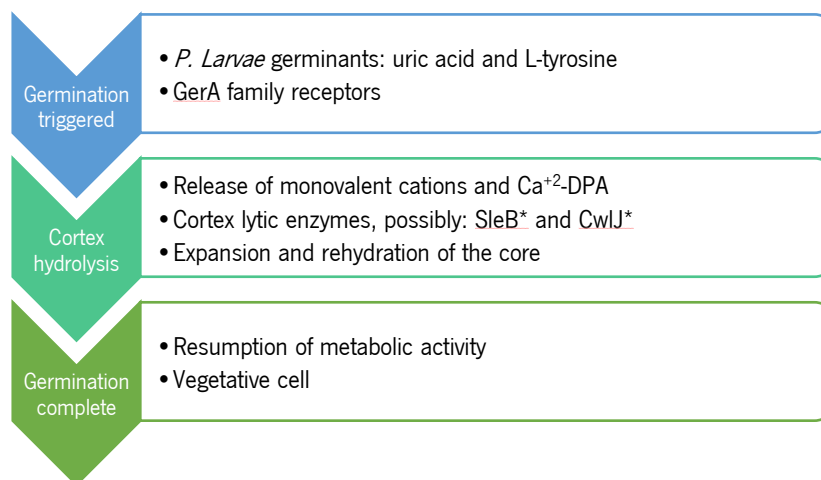 Germination
triggered
• P. Larvae germinants: uric acid and L-tyrosine
• GerA family receptors
Cortex
hydrolysis
• Release of monovalent cations and Ca⁺²-DPA
• Cortex lytic enzymes, possibly: SleB* and CwlJ*
• Expansion and rehydration of the core
Germination
complete
• Resumption of metabolic activity
• Vegetative cell